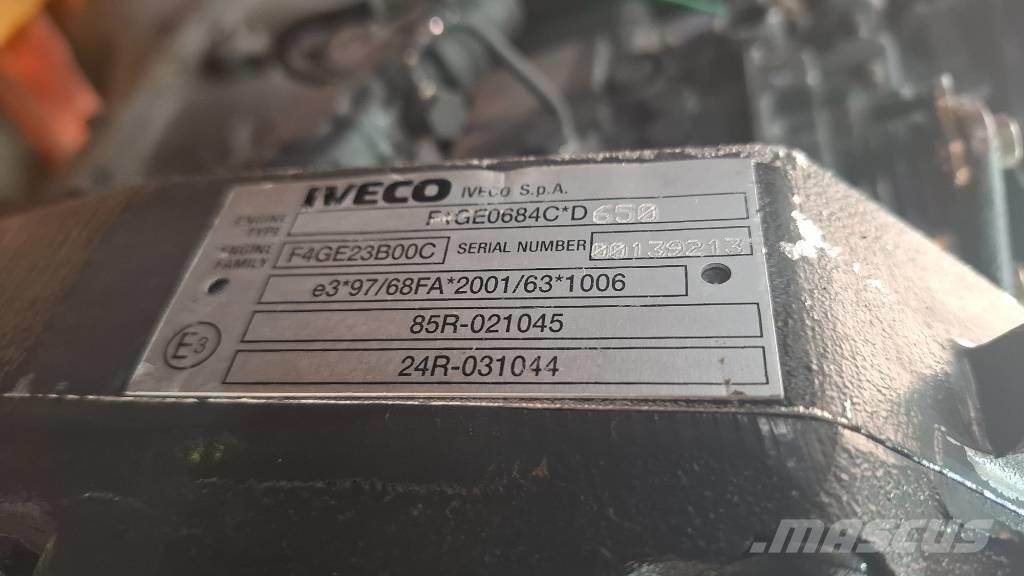 IVECO IVECO S.p.A.
ENGINE TYPE F4GE0684C*D 650
ENGINE FAMILY F4GE23B00C SERIAL NUMBER 00139213
e3*97/68FA*2001/63*1006
85R-021045
E3 24R-031044
MASCUS